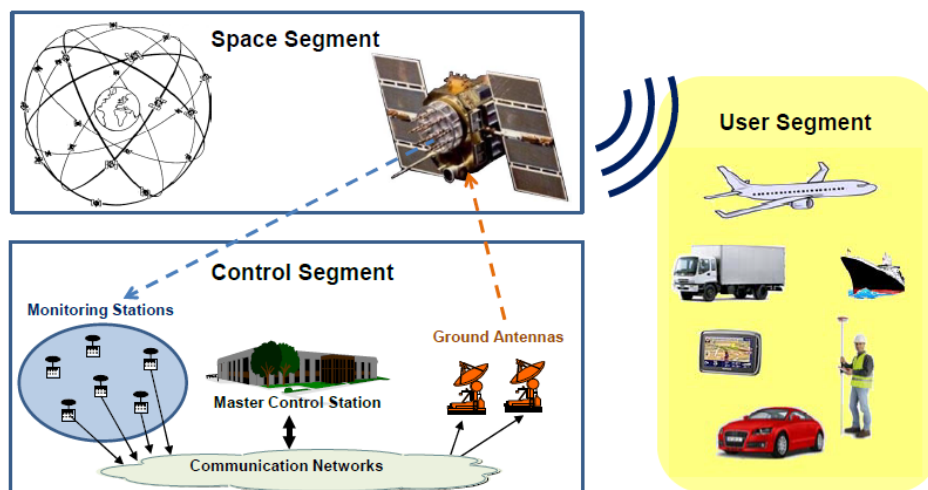 Space Segment
User Segment
Control Segment
Monitoring Stations
Ground Antennas
Master Control Station
Communication Networks